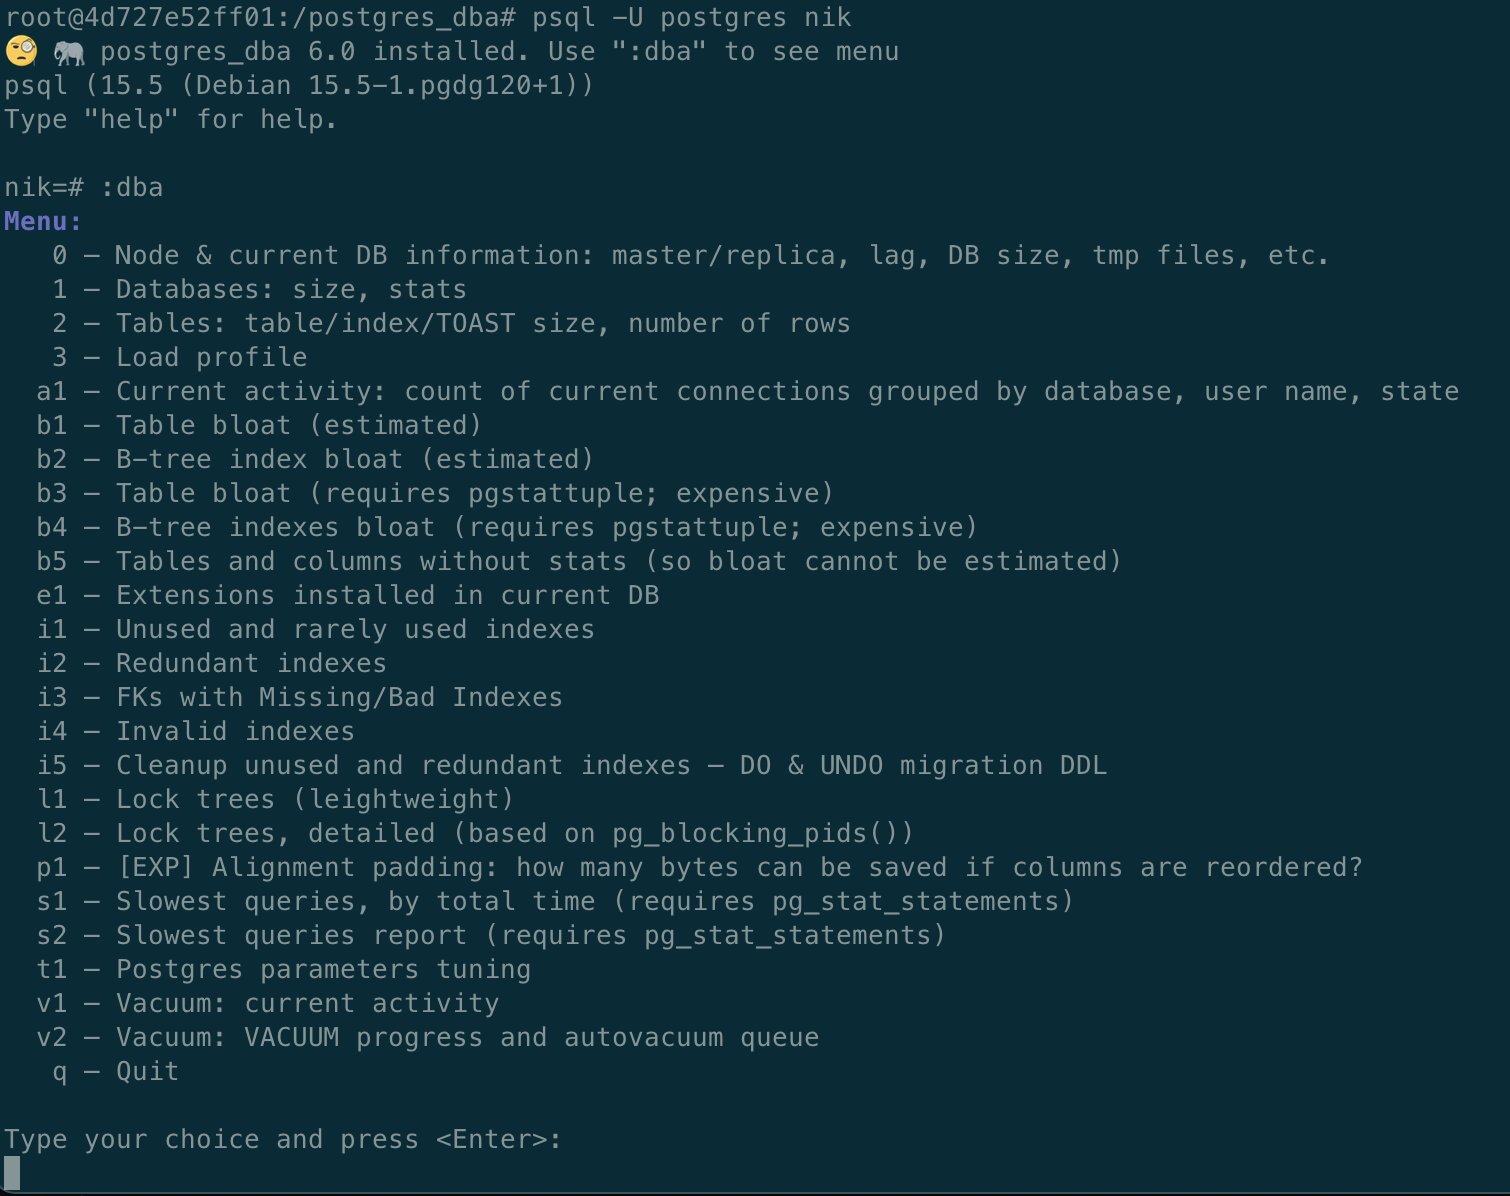 root@4d727e52ff01:/postgres_dba# psql -U postgres nik
🧐 🐘 postgres_dba 6.0 installed. Use ":dba" to see menu
psql (15.5 (Debian 15.5-1.pgdg120+1))
Type "help" for help.

nik=# :dba
Menu:
   0 – Node & current DB information: master/replica, lag, DB size, tmp files, etc.
   1 – Databases: size, stats
   2 – Tables: table/index/TOAST size, number of rows
   3 – Load profile
  a1 – Current activity: count of current connections grouped by database, user name, state
  b1 – Table bloat (estimated)
  b2 – B-tree index bloat (estimated)
  b3 – Table bloat (requires pgstattuple; expensive)
  b4 – B-tree indexes bloat (requires pgstattuple; expensive)
  b5 – Tables and columns without stats (so bloat cannot be estimated)
  e1 – Extensions installed in current DB
  i1 – Unused and rarely used indexes
  i2 – Redundant indexes
  i3 – FKs with Missing/Bad Indexes
  i4 – Invalid indexes
  i5 – Cleanup unused and redundant indexes – DO & UNDO migration DDL
  l1 – Lock trees (leightweight)
  l2 – Lock trees, detailed (based on pg_blocking_pids())
  p1 – [EXP] Alignment padding: how many bytes can be saved if columns are reordered?
  s1 – Slowest queries, by total time (requires pg_stat_statements)
  s2 – Slowest queries report (requires pg_stat_statements)
  t1 – Postgres parameters tuning
  v1 – Vacuum: current activity
  v2 – Vacuum: VACUUM progress and autovacuum queue
   q – Quit

Type your choice and press <Enter>: